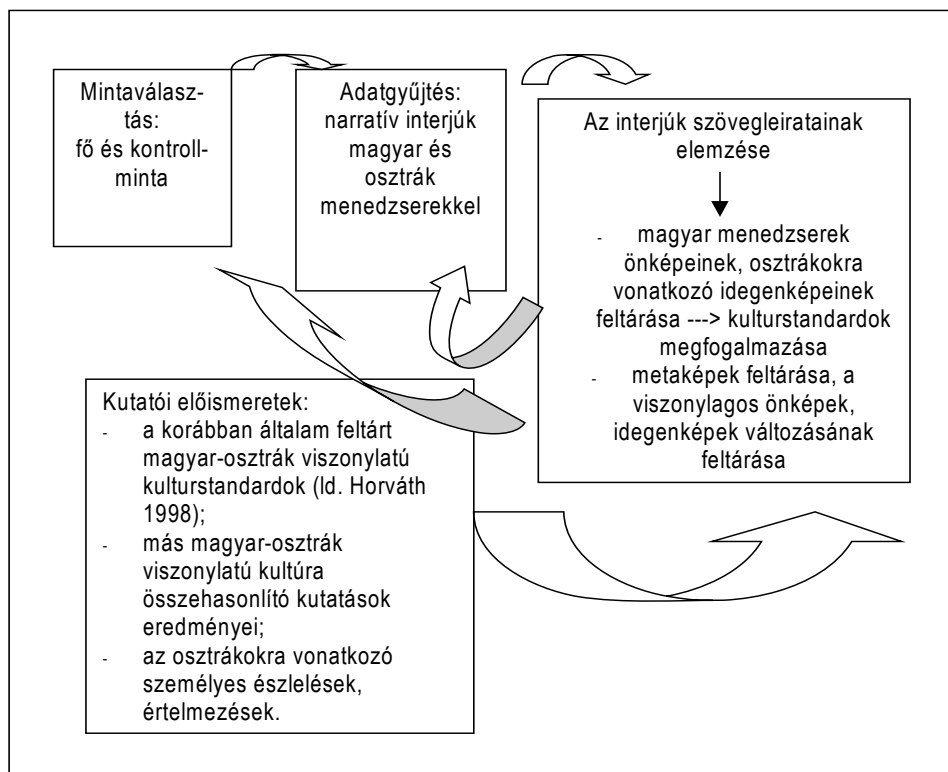 Mintaválasz-
tás:
fő és kontroll-
minta
Adatgyűjtés:
narratív interjúk
magyar és
osztrák
menedzserekkel
Az interjúk szövegleiratainak
elemzése
- magyar menedzserek
önképeinek, osztrákokra
vonatkozó idegenképeinek
feltárása ---> kulturstandardok
megfogalmazása
- metaképek feltárása, a
viszonylagos önképek,
idegenképek változásának
feltárása
Kutatói előismeretek:
- a korábban általam feltárt
magyar-osztrák viszonylatú
kulturstandardok (ld. Horváth
1998);
- más magyar-osztrák
viszonylatú kultúra
összehasonlító kutatások
eredményei;
- az osztrákokra vonatkozó
személyes észlelések,
értelmezések.